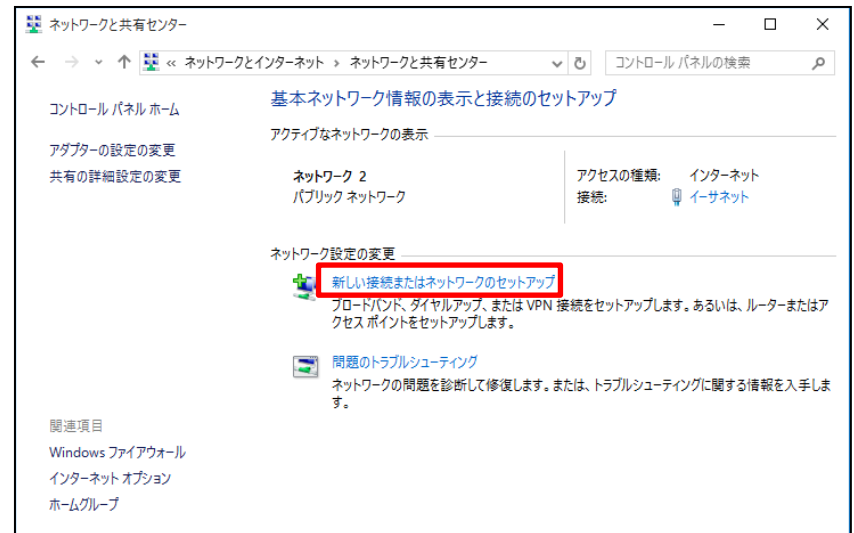 ネットワークと共有センター
« ネットワークとインターネット › ネットワークと共有センター
コントロール パネルの検索
コントロール パネル ホーム
アダプターの設定の変更
共有の詳細設定の変更
基本ネットワーク情報の表示と接続のセットアップ
アクティブなネットワークの表示
ネットワーク 2
パブリック ネットワーク
アクセスの種類: インターネット
接続: イーサネット
ネットワーク設定の変更
新しい接続またはネットワークのセットアップ
ブロードバンド、ダイヤルアップ、または VPN 接続をセットアップします。あるいは、ルーターまたはア
クセス ポイントをセットアップします。
問題のトラブルシューティング
ネットワークの問題を診断して修復します。または、トラブルシューティングに関する情報を入手しま
す。
関連項目
Windows ファイアウォール
インターネット オプション
ホームグループ